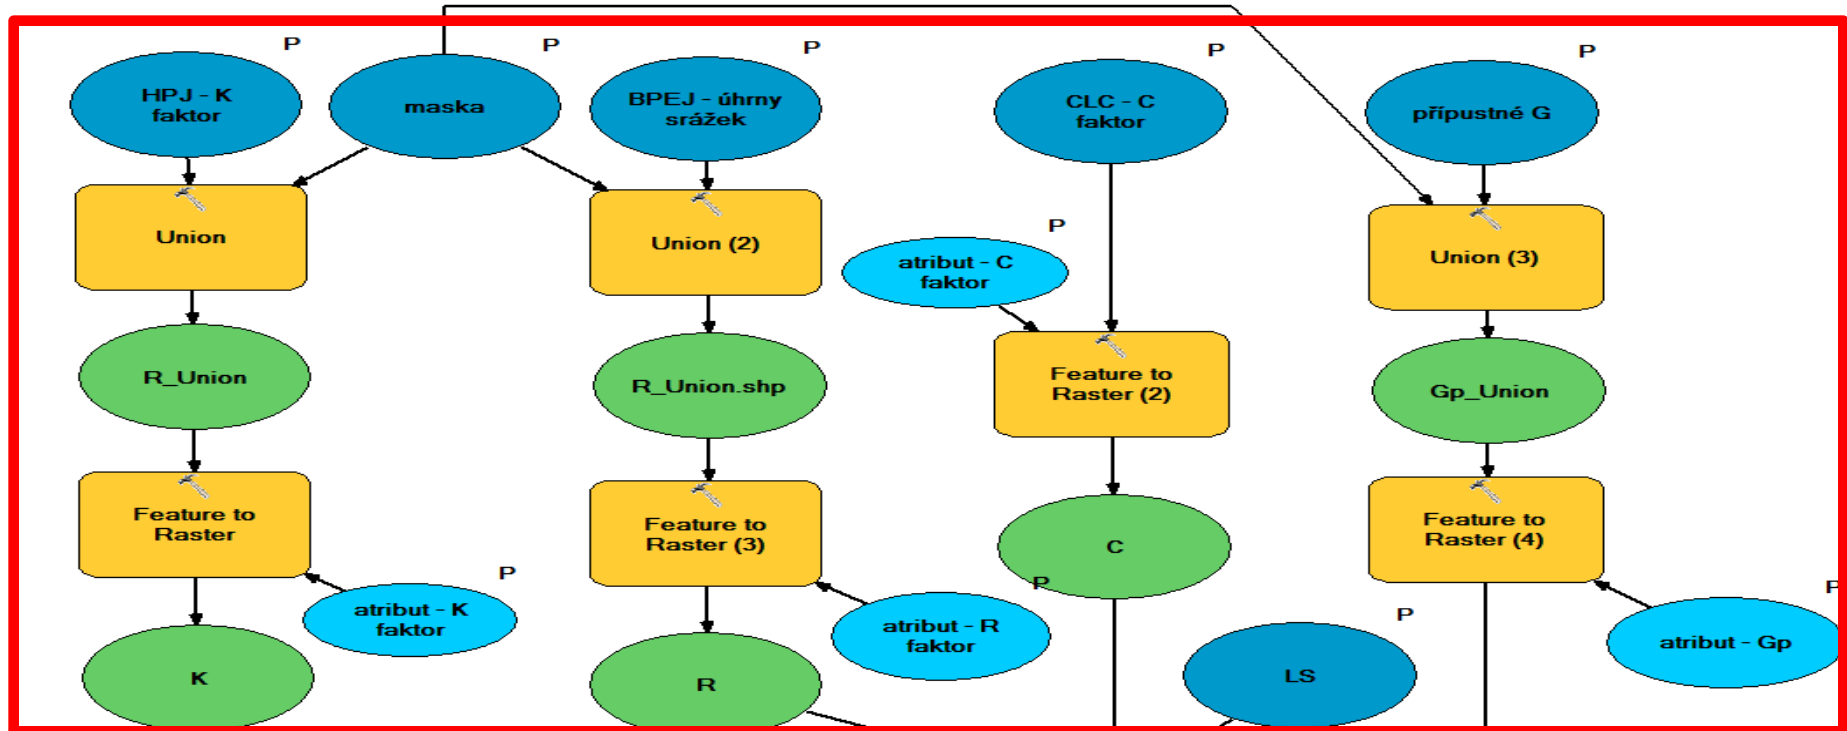 P
P
P
P
P
HPJ - K
faktor
maska
BPEJ - úhrny
srážek
CLC - C
faktor
přípustné G
Union
Union (2)
P
atribut - C
faktor
Union (3)
R_Union
R_Union.shp
Feature to
Raster (2)
Gp_Union
Feature to
Raster
Feature to
Raster (3)
C
Feature to
Raster (4)
P
P
P
P
atribut - K
faktor
atribut - R
faktor
atribut - Gp
K
R
LS